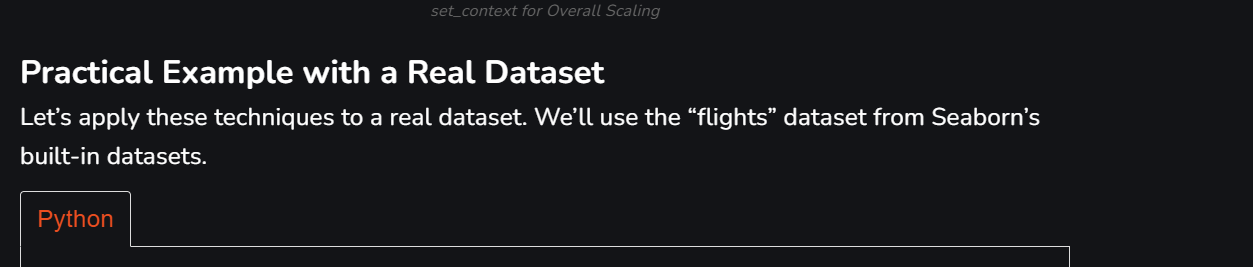 set_context for Overall Scaling
Practical Example with a Real Dataset
Let’s apply these techniques to a real dataset. We’ll use the “flights” dataset from Seaborn’s
built-in datasets.
Python